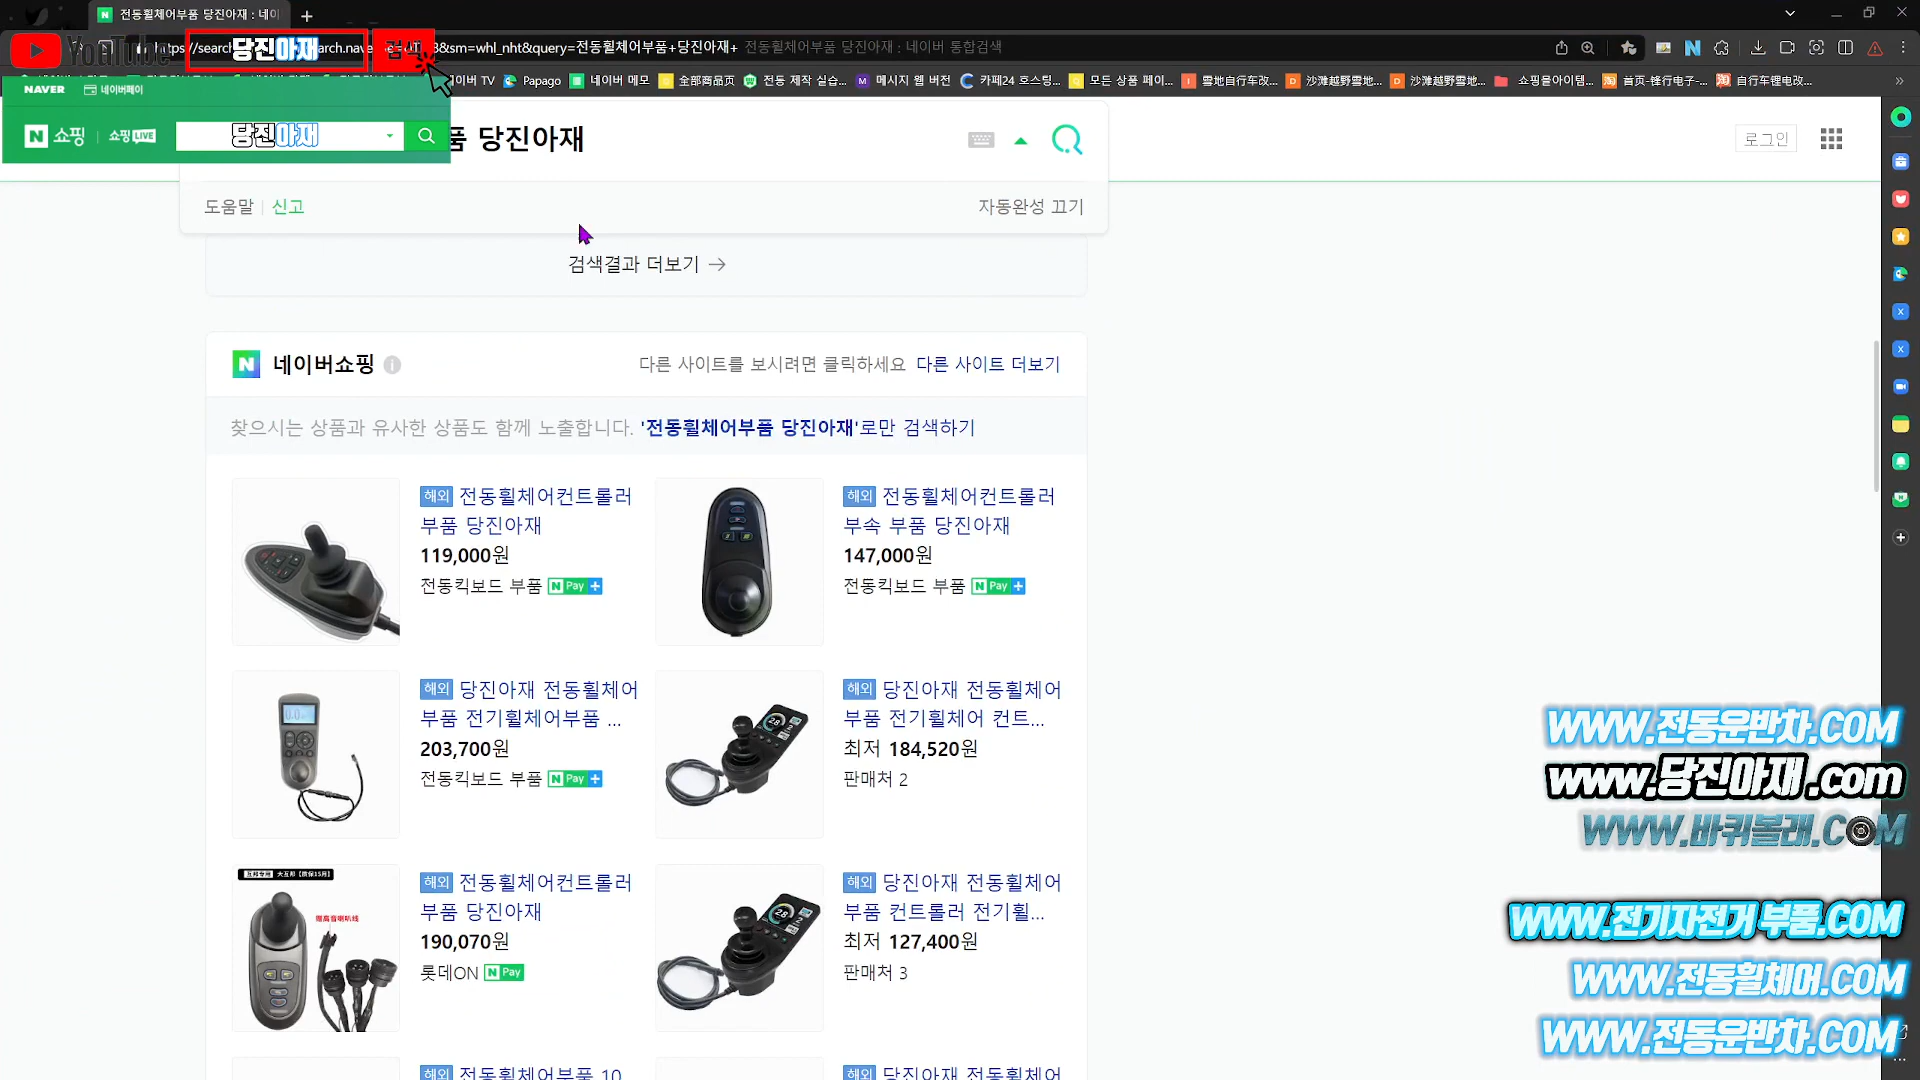 전동휠체어부품 당진아재 : 네이
YouTube
당진아재
검색
&sm=whl_nht&query=전동휠체어부품+당진아재+ 전동휠체어부품 당진아재 : 네이버 통합검색
네이버 TV
Papago
네이버 메모
全部商品页
전동 제작 실습...
메시지 웹 버전
카페24 호스팅...
모든 상품 페이...
雪地自行车改...
沙滩越野雪地...
沙滩越野雪地...
쇼핑몰아이템...
首页-锋行电子-...
自行车锂电改...
NAVER
네이버페이
N 쇼핑
쇼핑LIVE
당진아재
품 당진아재
로그인
도움말
신고
자동완성 끄기
검색결과 더보기
네이버쇼핑
다른 사이트를 보시려면 클릭하세요 다른 사이트 더보기
찾으시는 상품과 유사한 상품도 함께 노출합니다. '전동휠체어부품 당진아재'로만 검색하기
해외 전동휠체어컨트롤러
부품 당진아재
119,000원
전동킥보드 부품 N Pay +
해외 전동휠체어컨트롤러
부속 부품 당진아재
147,000원
전동킥보드 부품 N Pay +
해외 당진아재 전동휠체어
부품 전기휠체어부품 ...
203,700원
전동킥보드 부품 N Pay +
해외 당진아재 전동휠체어
부품 전기휠체어 컨트...
최저 184,520원
판매처 2
해외 전동휠체어컨트롤러
부품 당진아재
190,070원
롯데ON N Pay
해외 당진아재 전동휠체어
부품 컨트롤러 전기휠...
최저 127,400원
판매처 3
해외 전동휠체어부품 10
해외 당진아재 전동휠체어
WWW.전동운반차.COM
www.당진아재.com
WWW.바퀴볼래.COM
WWW.전기자전거 부품.COM
WWW.전동휠체어.COM
WWW.전동운반차.COM